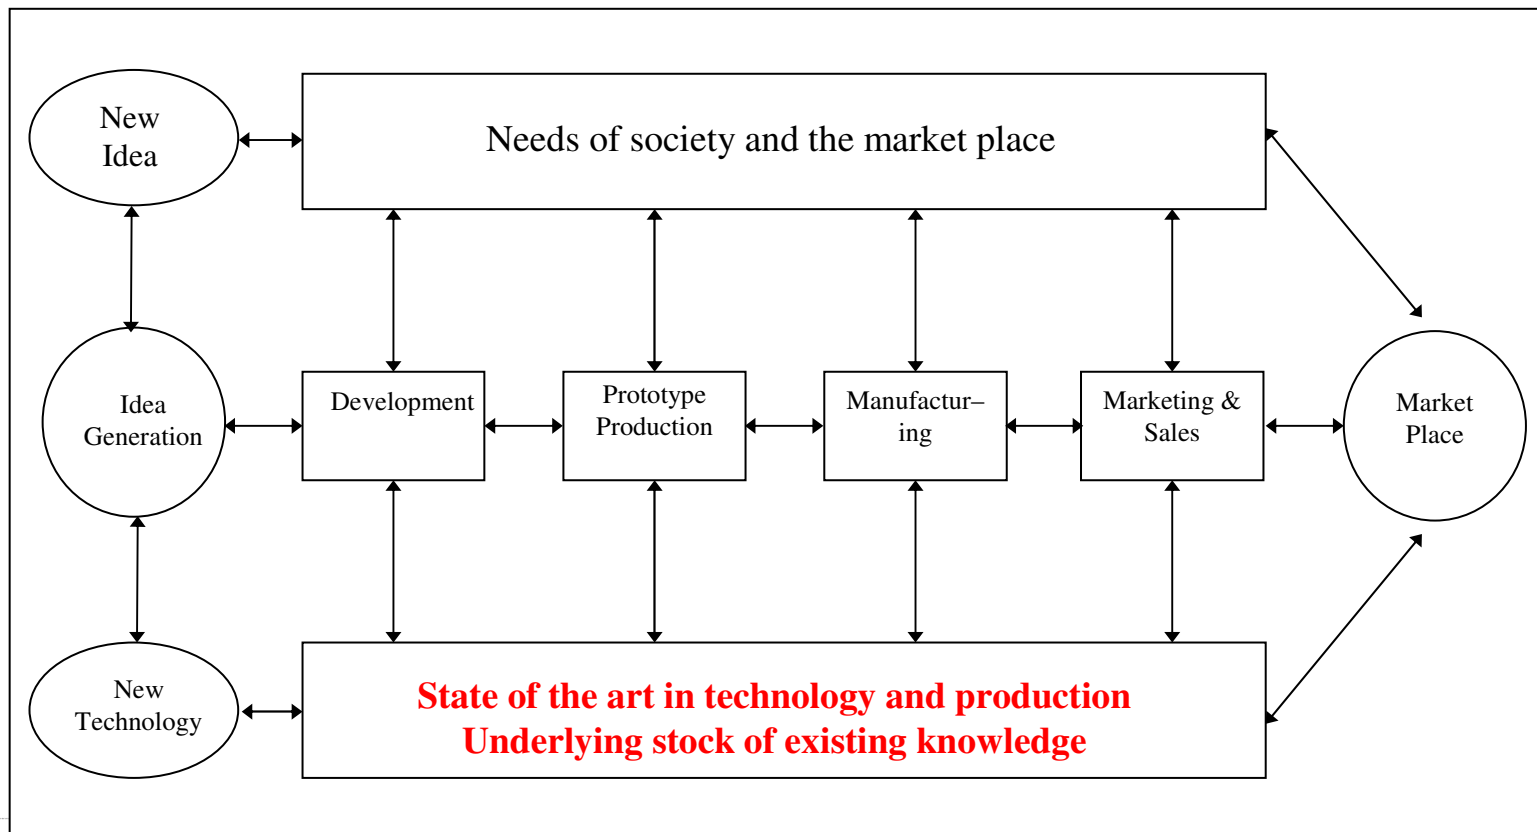 New
Idea
Needs of society and the market place
Idea
Generation
Development
Prototype
Production
Manufactur–
ing
Marketing &
Sales
Market
Place
New
Technology
State of the art in technology and production
Underlying stock of existing knowledge